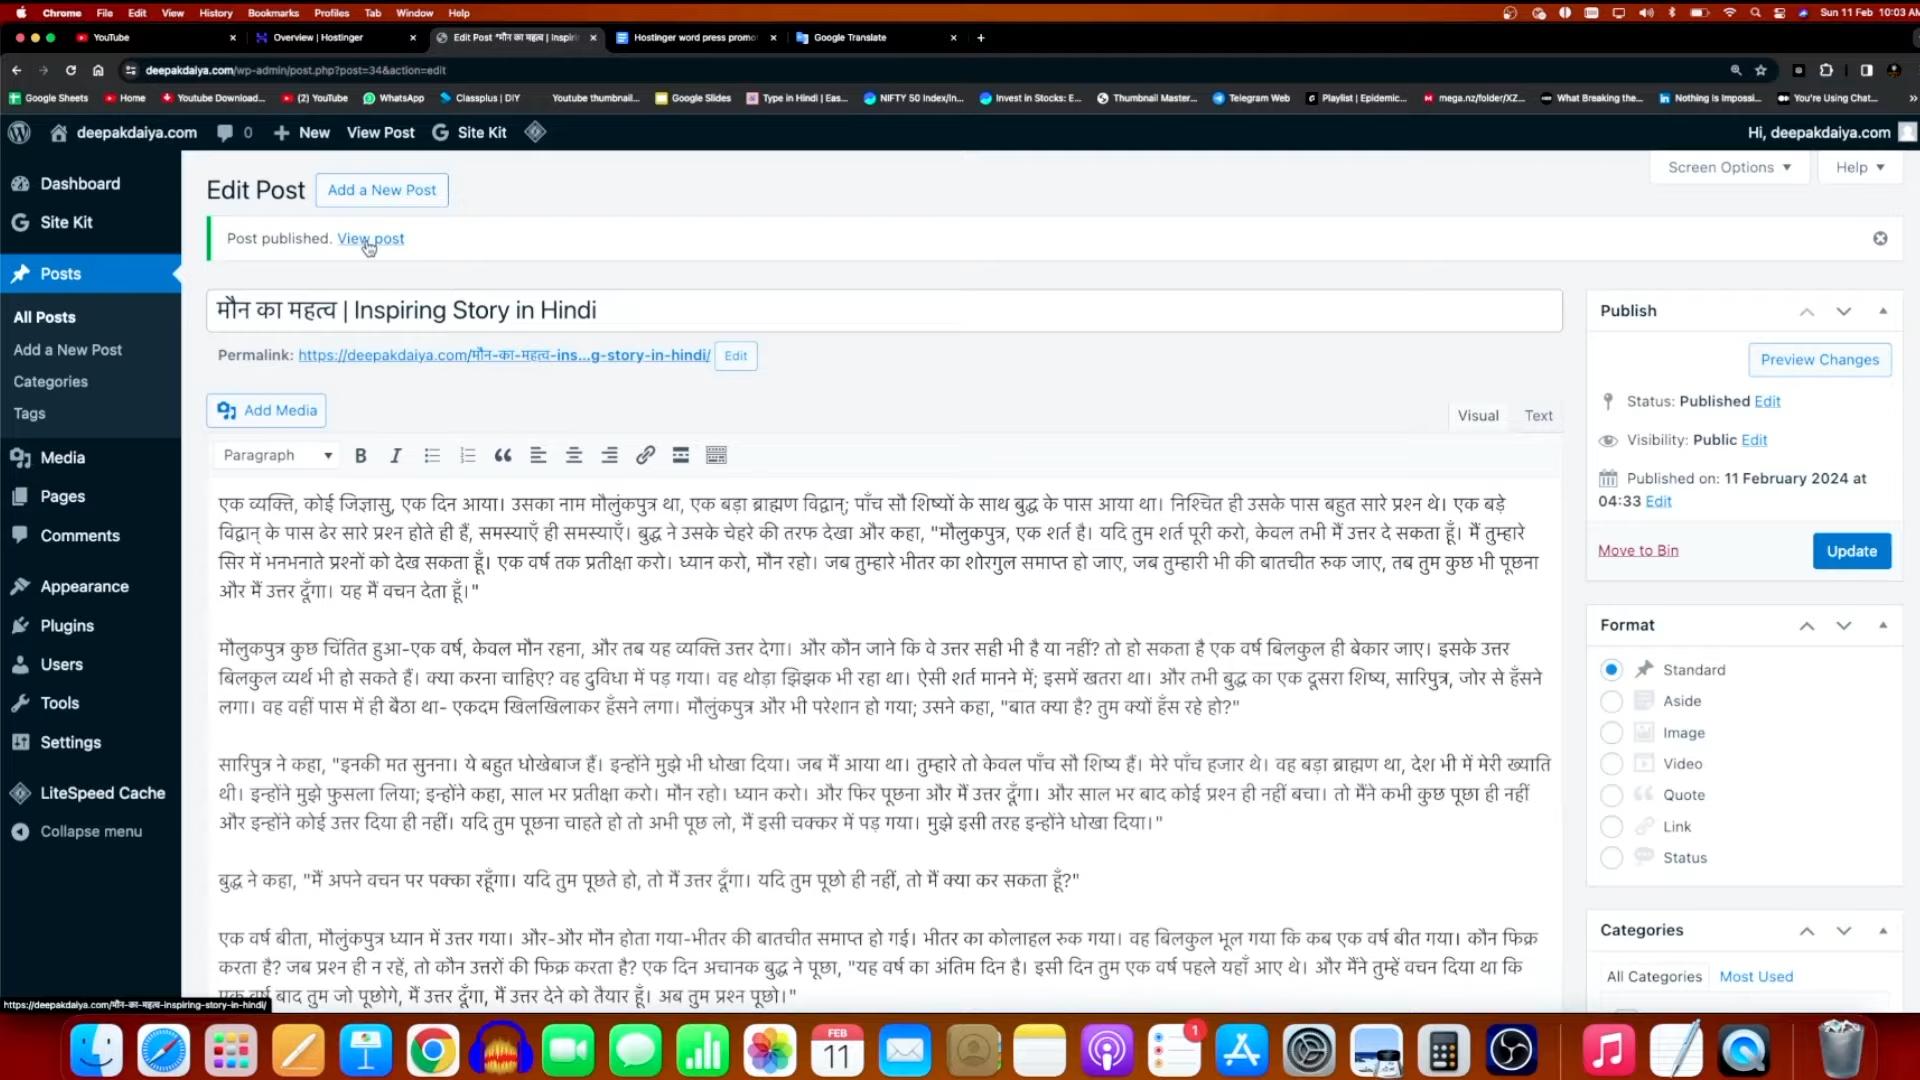 Chrome File Edit View History Bookmarks Profiles Tab Window Help Sun 11 Feb 10:03 AM
YouTube Overview | Hostinger Edit Post "मौन का महत्व | Inspiri Hostinger word press promo Google Translate
deepakdaiya.com/wp-admin/post.php?post=34&action=edit
Google Sheets Home Youtube Download... (2) YouTube WhatsApp Classplus | DIY Youtube thumbnail... Google Slides Type in Hindi | Eas... NIFTY 50 Index/In... Invest in Stocks: E... Thumbnail Master... Telegram Web Playlist | Epidemic... mega.nz/folder/XZ... What Breaking the... Nothing Is Impossi... You're Using Chat...
deepakdaiya.com 0 New View Post Site Kit Hi, deepakdaiya.com
Screen Options Help
Dashboard
Site Kit
Posts
All Posts
Add a New Post
Categories
Tags
Media
Pages
Comments
Appearance
Plugins
Users
Tools
Settings
LiteSpeed Cache
Collapse menu
Edit Post Add a New Post
Post published. View post
मौन का महत्व | Inspiring Story in Hindi
Permalink: https://deepakdaiya.com/मौन-का-महत्व-ins...g-story-in-hindi/ Edit
Add Media
Visual Text
Paragraph B I
एक व्यक्ति, कोई जिज्ञासु, एक दिन आया। उसका नाम मौलुंकपुत्र था, एक बड़ा ब्राह्मण विद्वान्; पाँच सौ शिष्यों के साथ बुद्ध के पास आया था। निश्चित ही उसके पास बहुत सारे प्रश्न थे। एक बड़े
विद्वान् के पास ढेर सारे प्रश्न होते ही हैं, समस्याएँ ही समस्याएँ। बुद्ध ने उसके चेहरे की तरफ देखा और कहा, "मौलुकपुत्र, एक शर्त है। यदि तुम शर्त पूरी करो, केवल तभी मैं उत्तर दे सकता हूँ। मैं तुम्हारे
सिर में भनभनाते प्रश्नों को देख सकता हूँ। एक वर्ष तक प्रतीक्षा करो। ध्यान करो, मौन रहो। जब तुम्हारे भीतर का शोरगुल समाप्त हो जाए, जब तुम्हारी भी की बातचीत रुक जाए, तब तुम कुछ भी पूछना
और मैं उत्तर दूँगा। यह मैं वचन देता हूँ।"
मौलुकपुत्र कुछ चिंतित हुआ-एक वर्ष, केवल मौन रहना, और तब यह व्यक्ति उत्तर देगा। और कौन जाने कि वे उत्तर सही भी है या नहीं? तो हो सकता है एक वर्ष बिलकुल ही बेकार जाए। इसके उत्तर
बिलकुल व्यर्थ भी हो सकते हैं। क्या करना चाहिए? वह दुविधा में पड़ गया। वह थोड़ा झिझक भी रहा था। ऐसी शर्त मानने में; इसमें खतरा था। और तभी बुद्ध का एक दूसरा शिष्य, सारिपुत्र, जोर से हँसने
लगा। वह वहीं पास में ही बैठा था- एकदम खिलखिलाकर हँसने लगा। मौलुंकपुत्र और भी परेशान हो गया; उसने कहा, "बात क्या है? तुम क्यों हँस रहे हो?"
सारिपुत्र ने कहा, "इनकी मत सुनना। ये बहुत धोखेबाज हैं। इन्होंने मुझे भी धोखा दिया। जब मैं आया था। तुम्हारे तो केवल पाँच सौ शिष्य हैं। मेरे पाँच हजार थे। वह बड़ा ब्राह्मण था, देश भी में मेरी ख्याति
थी। इन्होंने मुझे फुसला लिया; इन्होंने कहा, साल भर प्रतीक्षा करो। मौन रहो। ध्यान करो। और फिर पूछना और मैं उत्तर दूँगा। और साल भर बाद कोई प्रश्न ही नहीं बचा। तो मैंने कभी कुछ पूछा ही नहीं
और इन्होंने कोई उत्तर दिया ही नहीं। यदि तुम पूछना चाहते हो तो अभी पूछ लो, मैं इसी चक्कर में पड़ गया। मुझे इसी तरह इन्होंने धोखा दिया।"
बुद्ध ने कहा, "मैं अपने वचन पर पक्का रहूँगा। यदि तुम पूछते हो, तो मैं उत्तर दूँगा। यदि तुम पूछो ही नहीं, तो मैं क्या कर सकता हूँ?"
एक वर्ष बीता, मौलुंकपुत्र ध्यान में उत्तर गया। और-और मौन होता गया-भीतर की बातचीत समाप्त हो गई। भीतर का कोलाहल रुक गया। वह बिलकुल भूल गया कि कब एक वर्ष बीत गया। कौन फिक्र
करता है? जब प्रश्न ही न रहें, तो कौन उत्तरों की फिक्र करता है? एक दिन अचानक बुद्ध ने पूछा, "यह वर्ष का अंतिम दिन है। इसी दिन तुम एक वर्ष पहले यहाँ आए थे। और मैंने तुम्हें वचन दिया था कि
एक वर्ष बाद तुम जो पूछोगे, मैं उत्तर दूँगा, मैं उत्तर देने को तैयार हूँ। अब तुम प्रश्न पूछो।"
Publish
Preview Changes
Status: Published Edit
Visibility: Public Edit
Published on: 11 February 2024 at
04:33 Edit
Move to Bin Update
Format
Standard
Aside
Image
Video
Quote
Link
Status
Categories
All Categories Most Used
https://deepakdaiya.com/मौन-का-महत्व-inspiring-story-in-hindi/
FEB
11
1